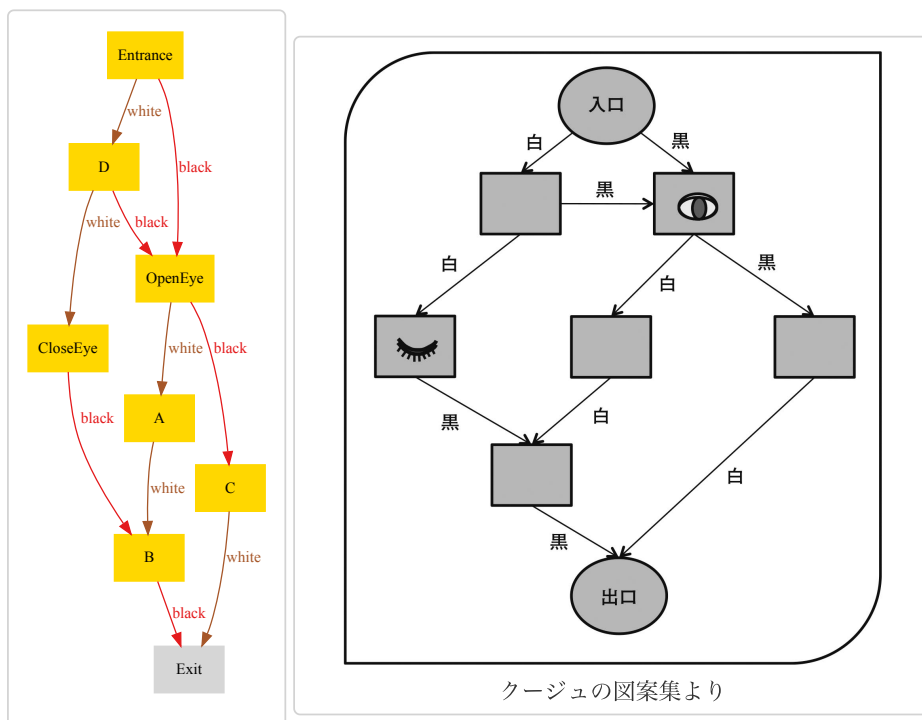 Entrance
white
D
black
white
black
OpenEye
CloseEye
white
black
black
A
white
C
B
white
black
Exit
入口
白
黒
黒
白
白
黒
黒
白
白
黒
出口
クージュの図案集より